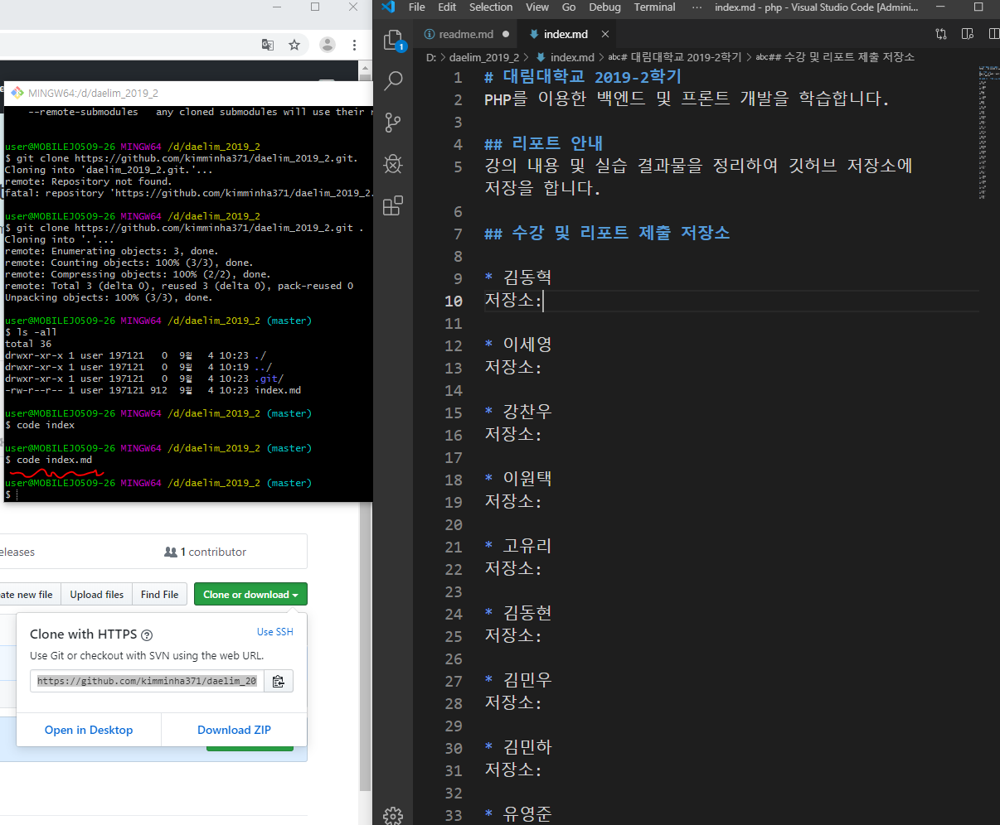 MINGW64:/d/daelim_2019_2
--remote-submodules   any cloned submodules will use their
user@MOBILEJO509-26 MINGW64 /d/daelim_2019_2
$ git clone https://github.com/kimminha371/daelim_2019_2.git.
Cloning into 'daelim_2019_2.git.'...
remote: Repository not found.
fatal: repository 'https://github.com/kimminha371/daelim_2019_2.
user@MOBILEJO509-26 MINGW64 /d/daelim_2019_2
$ git clone https://github.com/kimminha371/daelim_2019_2.git .
Cloning into '.'...
remote: Enumerating objects: 3, done.
remote: Counting objects: 100% (3/3), done.
remote: Compressing objects: 100% (2/2), done.
remote: Total 3 (delta 0), reused 3 (delta 0), pack-reused 0
Unpacking objects: 100% (3/3), done.
user@MOBILEJO509-26 MINGW64 /d/daelim_2019_2 (master)
$ ls -all
total 36
drwxr-xr-x 1 user 197121   0  9월   4 10:23 ./
drwxr-xr-x 1 user 197121   0  9월   4 10:19 ../
drwxr-xr-x 1 user 197121   0  9월   4 10:23 .git/
-rw-r--r-- 1 user 197121 912  9월   4 10:23 index.md
user@MOBILEJO509-26 MINGW64 /d/daelim_2019_2 (master)
$ code index
user@MOBILEJO509-26 MINGW64 /d/daelim_2019_2 (master)
$ code index.md
user@MOBILEJO509-26 MINGW64 /d/daelim_2019_2 (master)
$
eleases 1 contributor
ate new file Upload files Find File Clone or download
Clone with HTTPS Use SSH
Use Git or checkout with SVN using the web URL.
https://github.com/kimminha371/daelim_20
Open in Desktop Download ZIP
File Edit Selection View Go Debug Terminal ··· index.md - php - Visual Studio Code [Admini...
1
readme.md ● index.md ×
D: > daelim_2019_2 > index.md > abc # 대림대학교 2019-2학기 > abc ## 수강 및 리포트 제출 저장소
1 # 대림대학교 2019-2학기
2 PHP를 이용한 백엔드 및 프론트 개발을 학습합니다.
3
4 ## 리포트 안내
5 강의 내용 및 실습 결과물을 정리하여 깃허브 저장소에
저장을 합니다.
6
7 ## 수강 및 리포트 제출 저장소
8
9 * 김동혁
10 저장소:
11
12 * 이세영
13 저장소:
14
15 * 강찬우
16 저장소:
17
18 * 이원택
19 저장소:
20
21 * 고유리
22 저장소:
23
24 * 김동현
25 저장소:
26
27 * 김민우
28 저장소:
29
30 * 김민하
31 저장소:
32
33 * 유영준